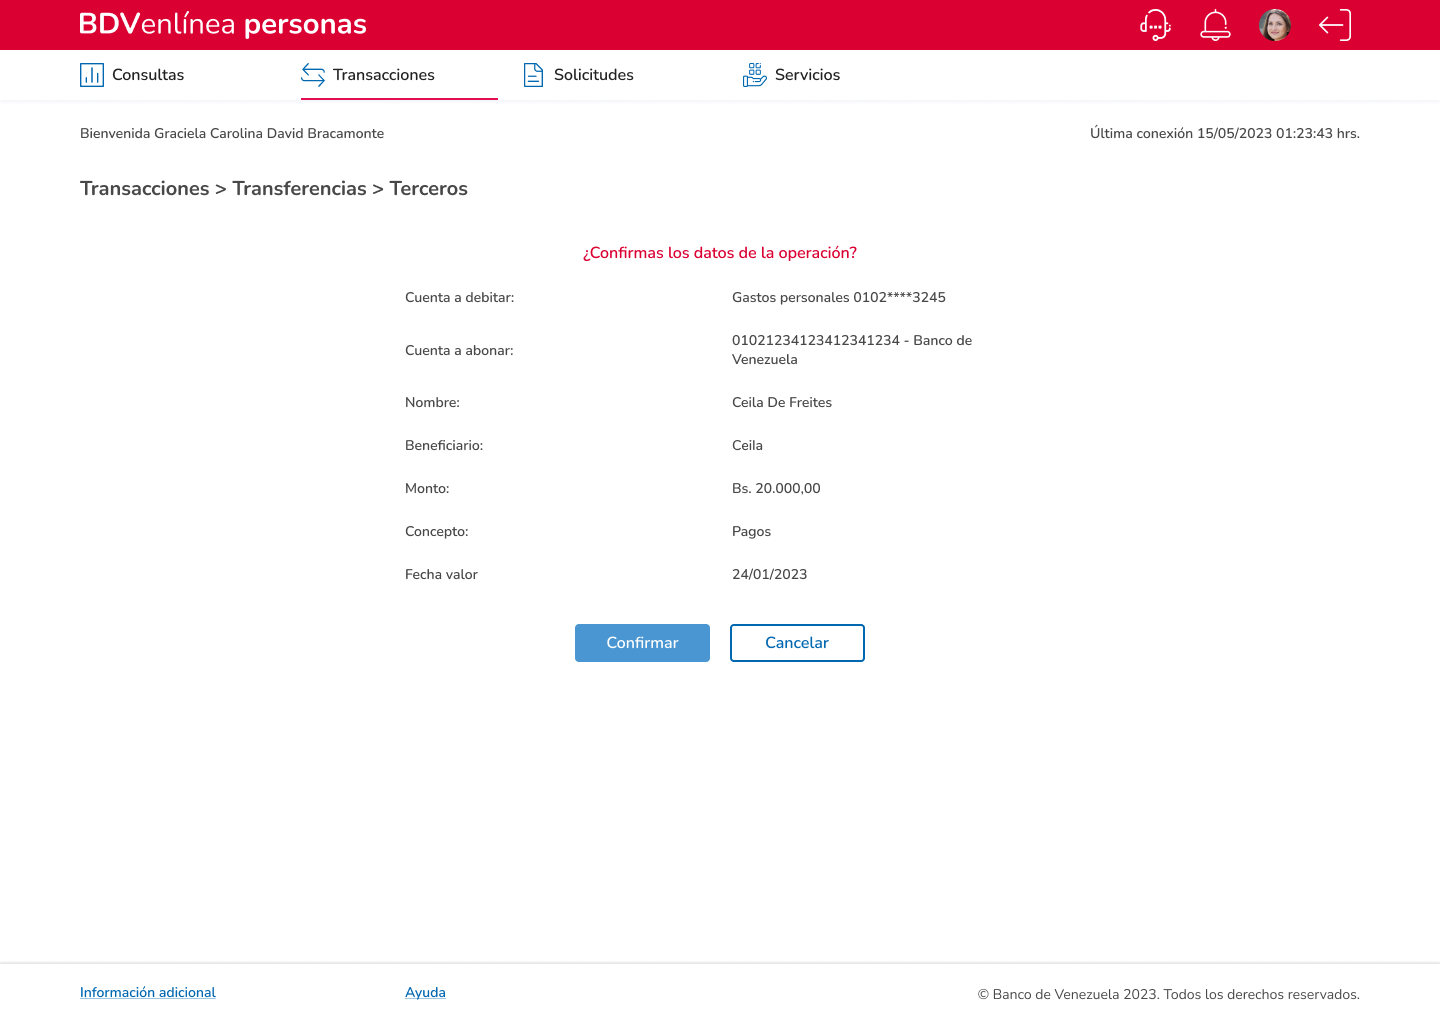 BDVenlínea personas
Consultas
Transacciones
Solicitudes
Servicios
Bienvenida Graciela Carolina David Bracamonte
Última conexión 15/05/2023 01:23:43 hrs.
Transacciones > Transferencias > Terceros
¿Confirmas los datos de la operación?
Cuenta a debitar:
Gastos personales 0102****3245
Cuenta a abonar:
01021234123412341234 - Banco de
Venezuela
Nombre:
Ceila De Freites
Beneficiario:
Ceila
Monto:
Bs. 20.000,00
Concepto:
Pagos
Fecha valor
24/01/2023
Confirmar
Cancelar
Información adicional
Ayuda
© Banco de Venezuela 2023. Todos los derechos reservados.